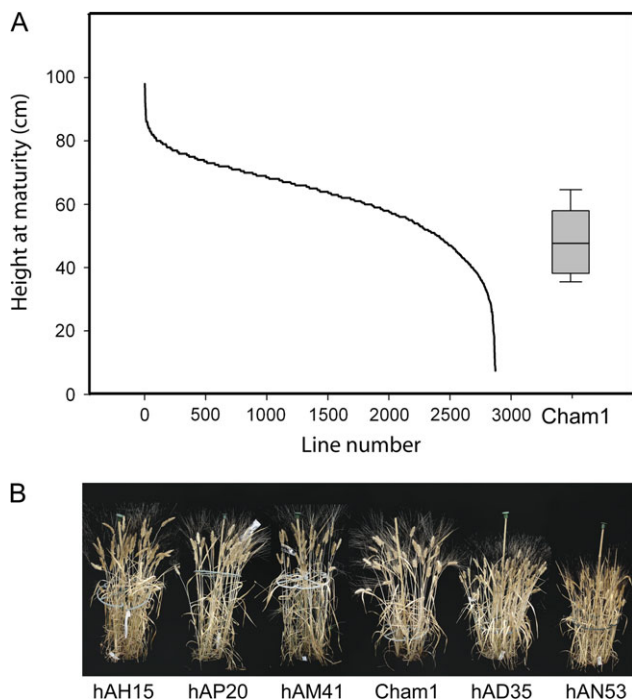 A
Height at maturity (cm)
100
80
60
40
20
0
0 500 1000 1500 2000 2500 3000 Cham1
Line number
B
hAH15 hAP20 hAM41 Cham1 hAD35 hAN53